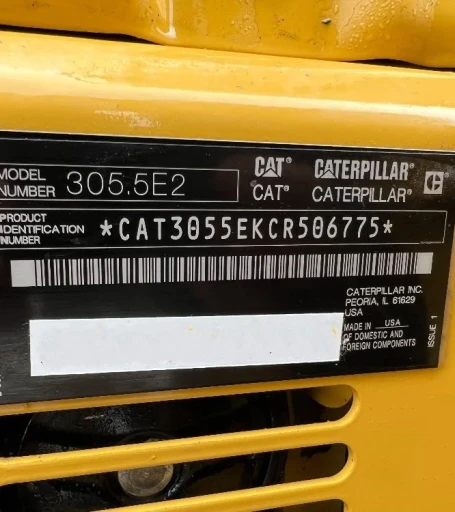 MODEL NUMBER 305.5E2
CAT® CATERPILLAR®
CAT® CATERPILLAR®
PRODUCT IDENTIFICATION NUMBER *CAT3055EKCR506775*
CATERPILLAR INC.
PEORIA, IL 61629
USA
MADE IN USA
OF DOMESTIC AND
FOREIGN COMPONENTS
ISSUE 1